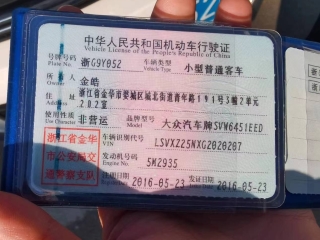 中华人民共和国机动车行驶证
Vehicle License of the People's Republic of China
号牌号码 浙G9Y052 车辆类型 小型普通客车
Plate No. Vehicle Type
所有人 金皓
Owner
住址 浙江省金华市婺城区城北街道青年路191号3幢2单元
202室
使用性质 非营运 品牌型号 大众汽车牌SVW6451EED
Use Character Model
浙江省金华
市公安局交
通警察支队
车辆识别代号 LSVXZ25NXG2020207
VIN
发动机号码 5M2935
Engine No.
注册日期 2016-05-23 发证日期 2016-05-23